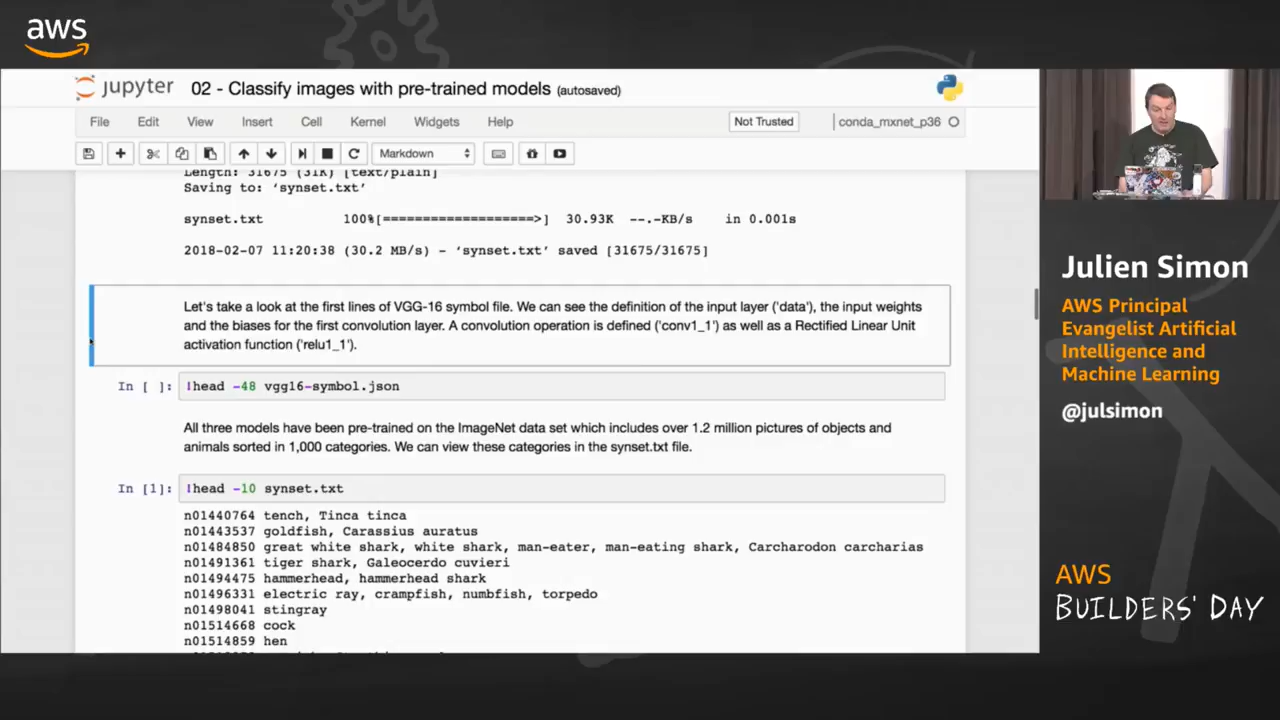 aws
jupyter 02 - Classify images with pre-trained models (autosaved)
File Edit View Insert Cell Kernel Widgets Help Not Trusted conda_mxnet_p36
Markdown
Length: 31675 (31K) [text/plain]
Saving to: ‘synset.txt’
synset.txt 100%[===================>] 30.93K --.-KB/s in 0.001s
2018-02-07 11:20:38 (30.2 MB/s) - ‘synset.txt’ saved [31675/31675]
Let's take a look at the first lines of VGG-16 symbol file. We can see the definition of the input layer ('data'), the input weights
and the biases for the first convolution layer. A convolution operation is defined ('conv1_1') as well as a Rectified Linear Unit
activation function ('relu1_1').
In [ ]: !head -48 vgg16-symbol.json
All three models have been pre-trained on the ImageNet data set which includes over 1.2 million pictures of objects and
animals sorted in 1,000 categories. We can view these categories in the synset.txt file.
In [1]: !head -10 synset.txt
n01440764 tench, Tinca tinca
n01443537 goldfish, Carassius auratus
n01484850 great white shark, white shark, man-eater, man-eating shark, Carcharodon carcharias
n01491361 tiger shark, Galeocerdo cuvieri
n01494475 hammerhead, hammerhead shark
n01496331 electric ray, crampfish, numbfish, torpedo
n01498041 stingray
n01514668 cock
n01514859 hen
Julien Simon
AWS Principal
Evangelist Artificial
Intelligence and
Machine Learning
@julsimon
AWS
BUILDERS' DAY